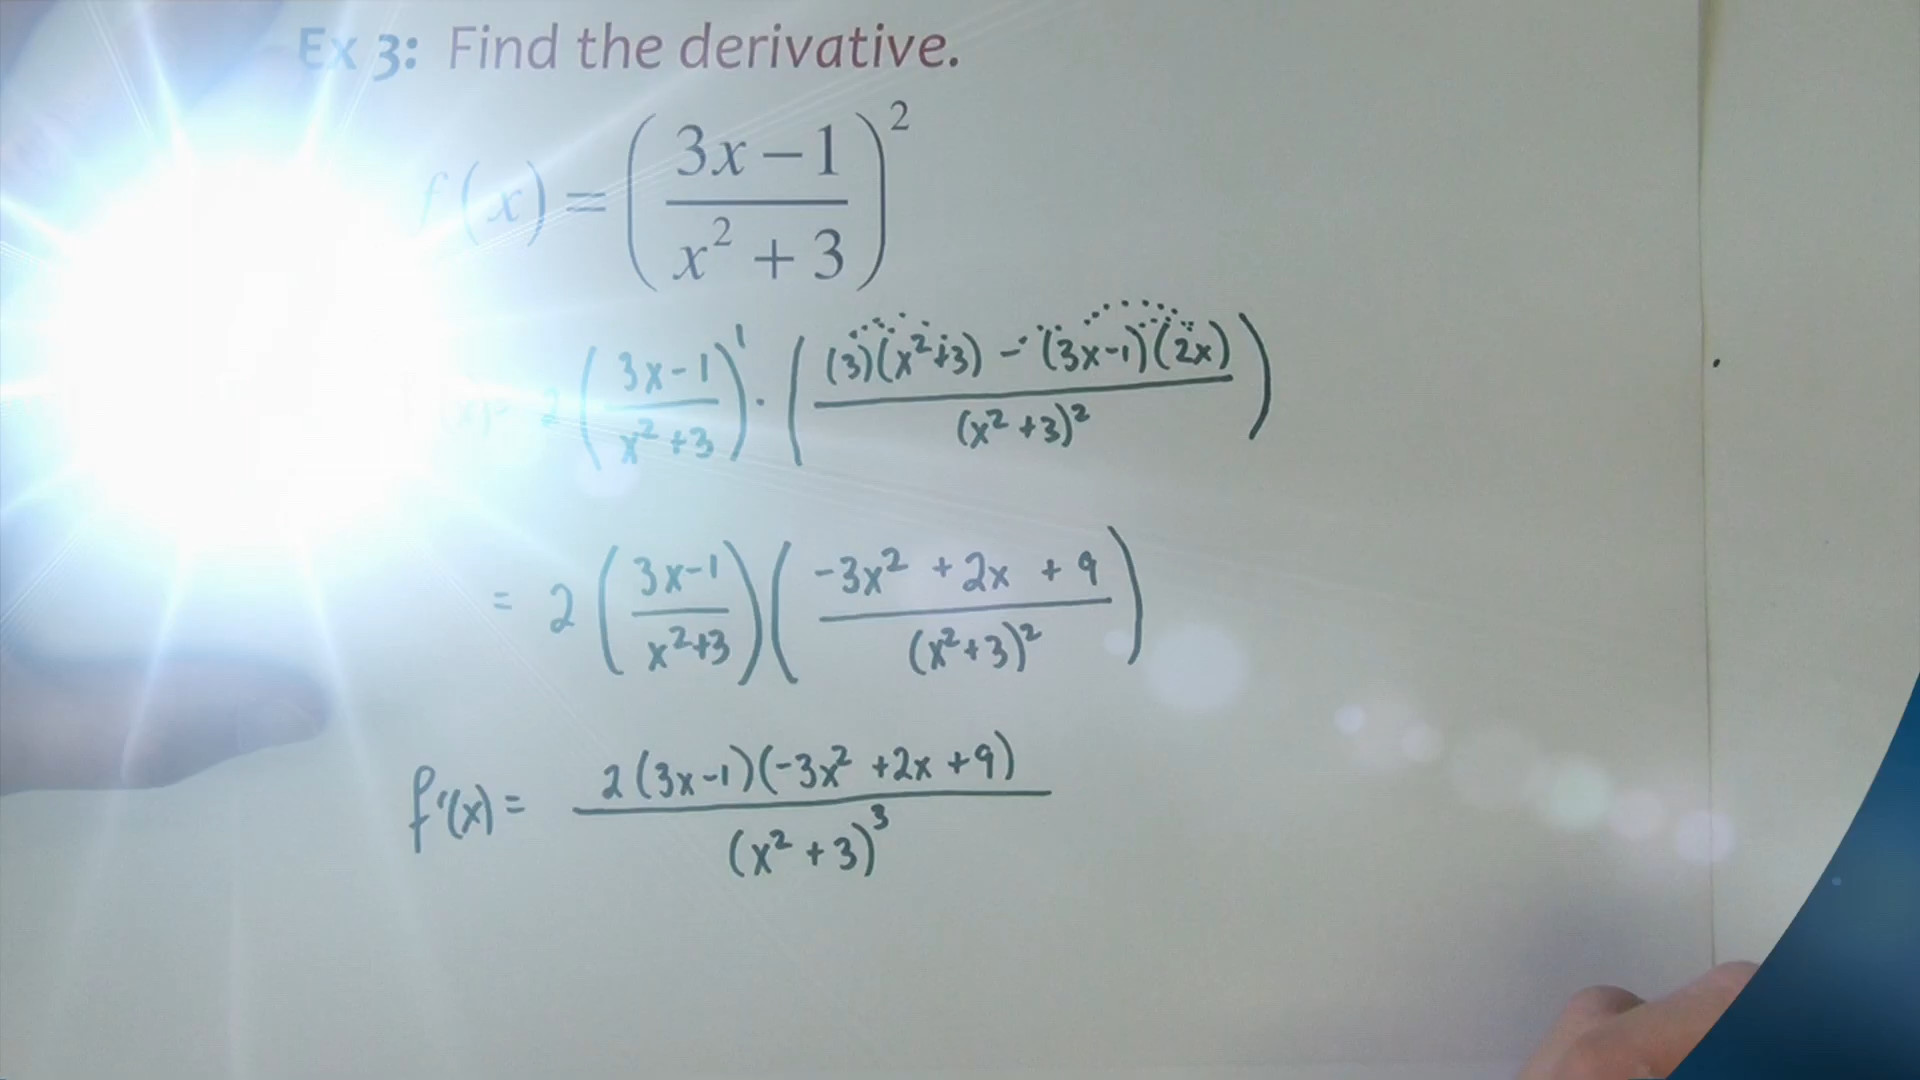 Ex 3: Find the derivative.
f(x) = ((3x − 1)/(x² + 3))²
(x) = 2((3x-1)/(x²+3))¹ · (((3)(x²+3) - (3x-1)(2x))/(x²+3)²)
= 2((3x-1)/(x²+3))((-3x² + 2x + 9)/(x²+3)²)
f'(x) = (2(3x-1)(-3x² + 2x + 9))/(x² + 3)³